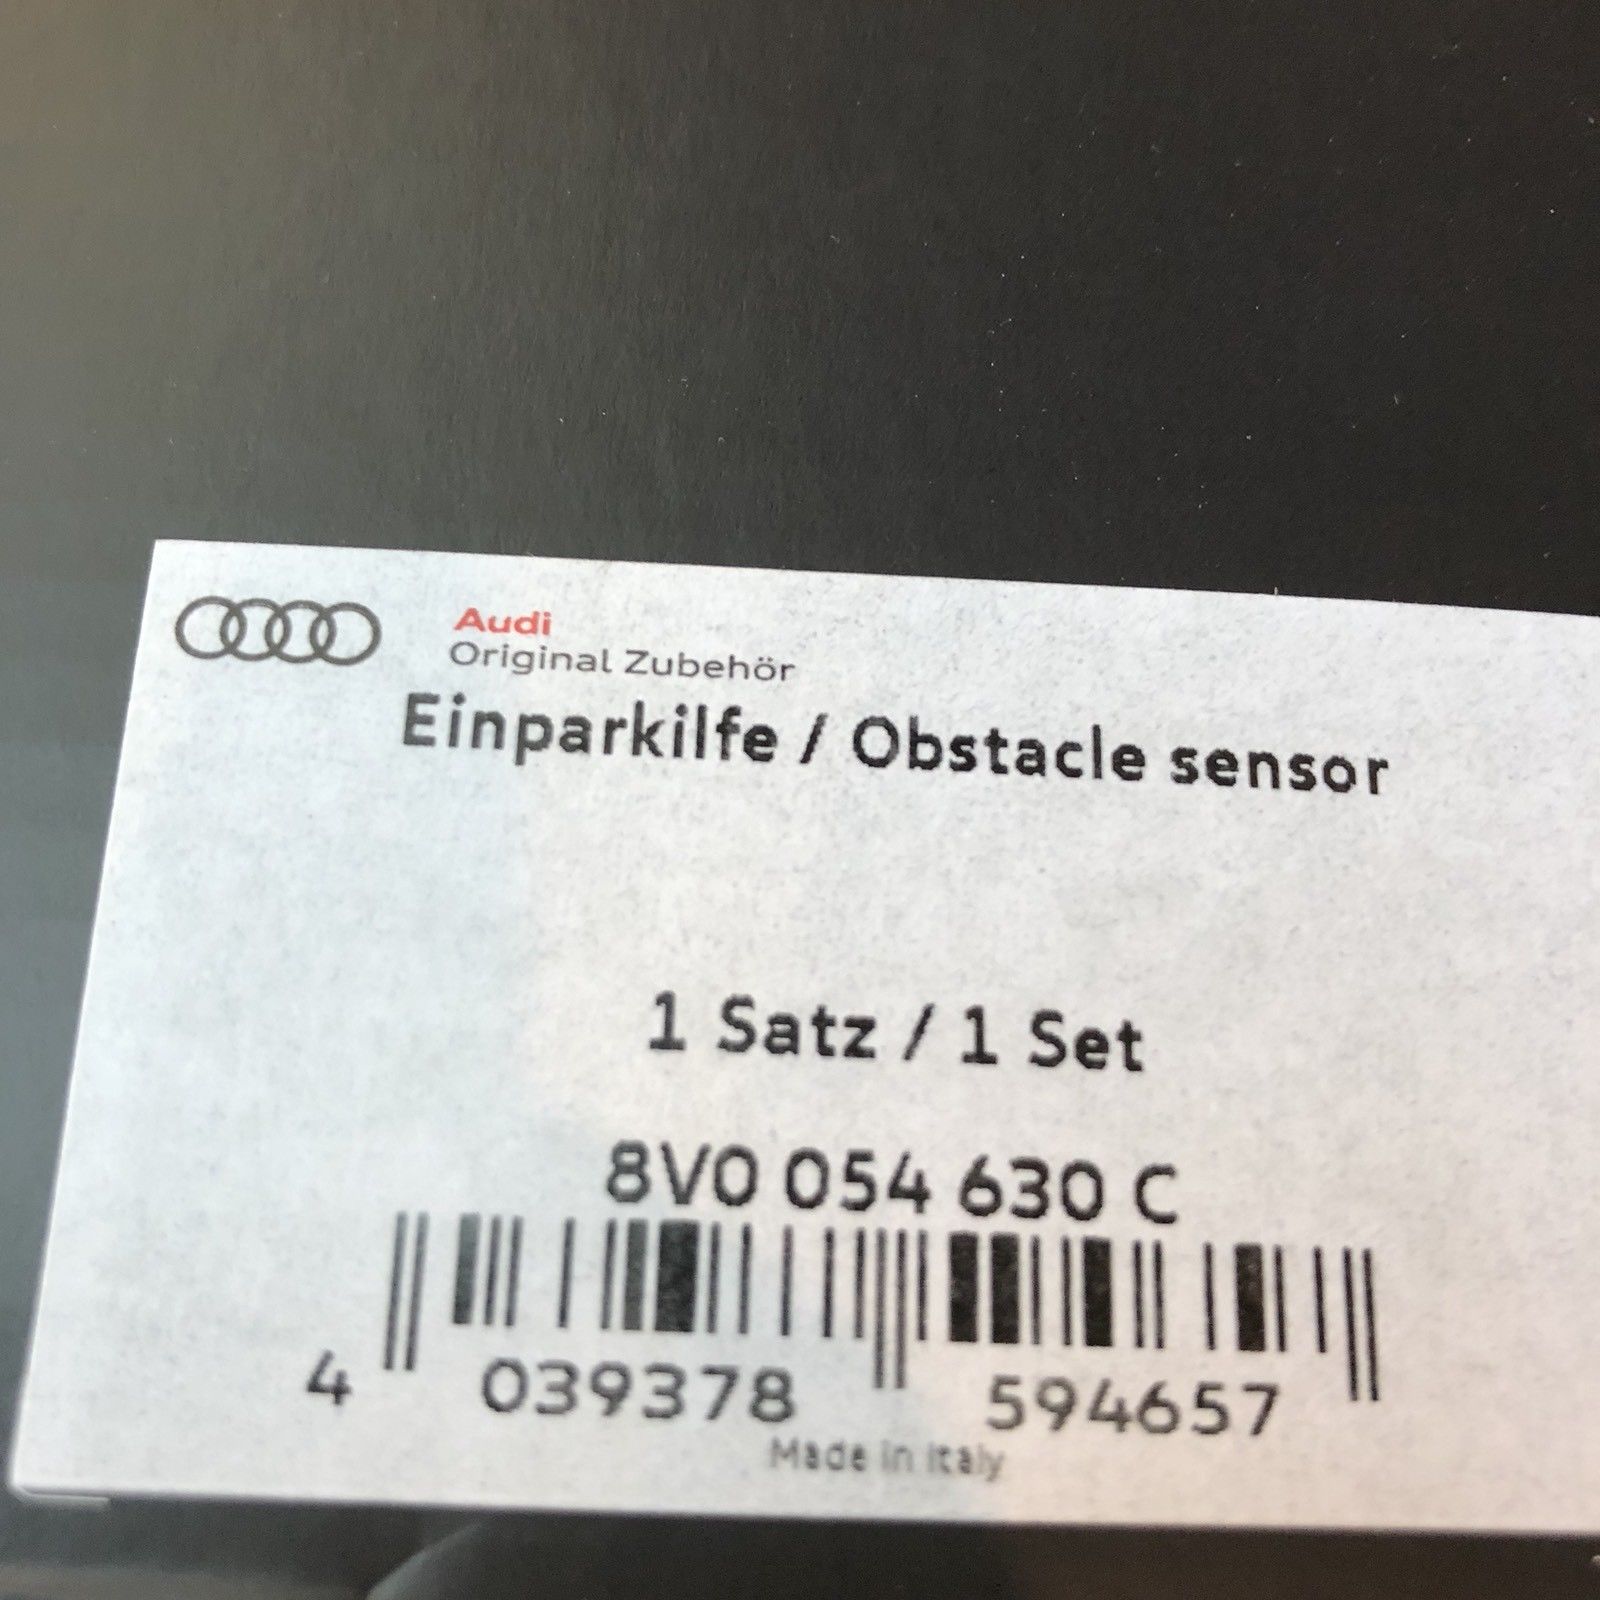 Audi
Original Zubehör
Einparkilfe / Obstacle sensor
1 Satz / 1 Set
8V0 054 630 C
4 039378 594657
Made in Italy